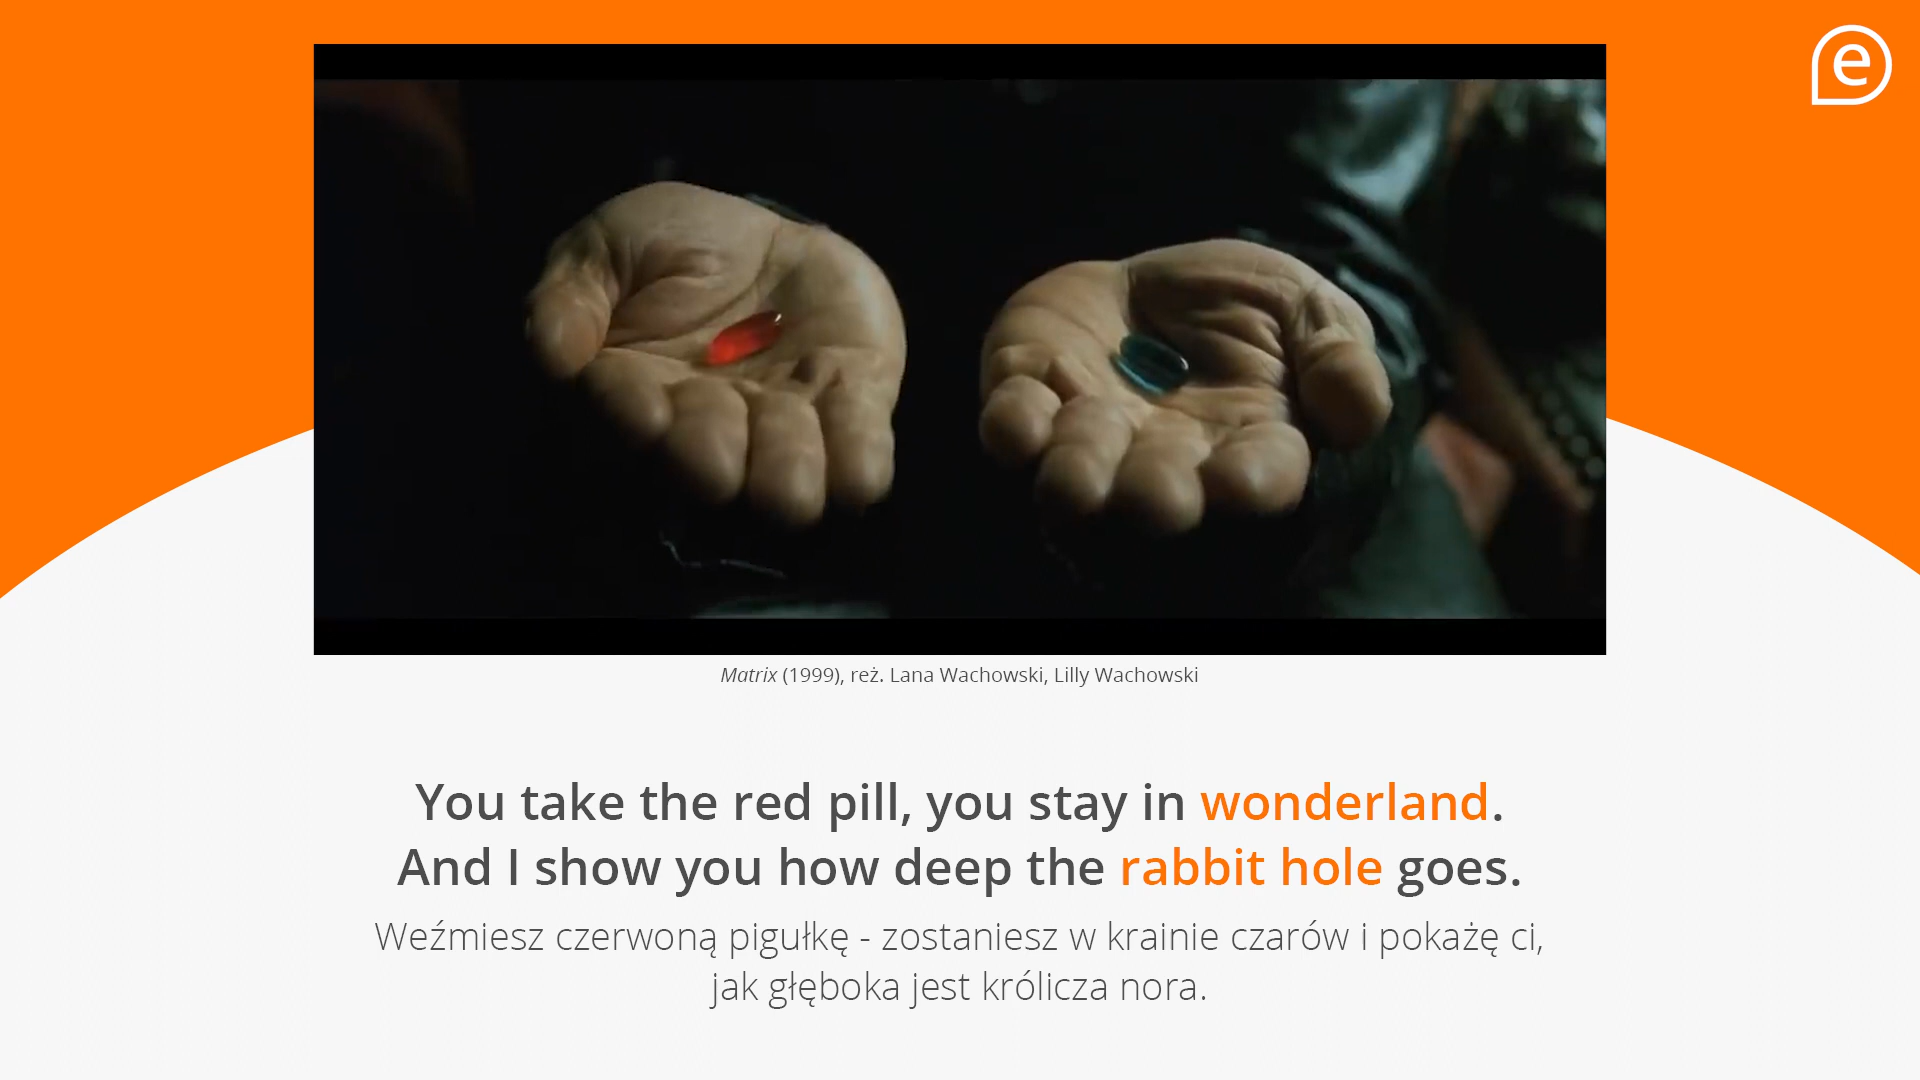 e
Matrix (1999), reż. Lana Wachowski, Lilly Wachowski
You take the red pill, you stay in wonderland.
And I show you how deep the rabbit hole goes.
Weźmiesz czerwoną pigułkę - zostaniesz w krainie czarów i pokażę ci,
jak głęboka jest królicza nora.